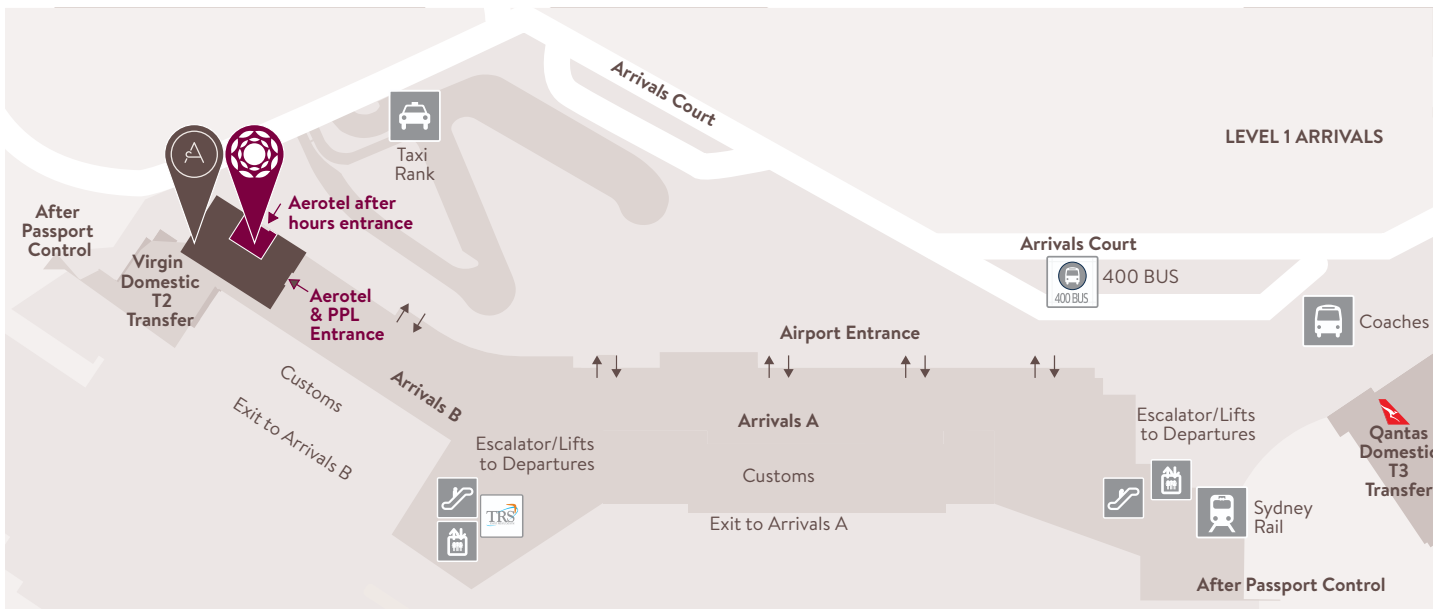 Arrivals Court
LEVEL 1 ARRIVALS
Taxi
Rank
A
Aerotel after
hours entrance
After
Passport
Control
Virgin
Domestic
T2
Transfer
Aerotel
& PPL
Entrance
Arrivals Court
400 BUS
400 BUS
Coaches
Airport Entrance
Customs
Arrivals B
Exit to Arrivals B
Escalator/Lifts
to Departures
TRS
Arrivals A
Customs
Exit to Arrivals A
Escalator/Lifts
to Departures
Sydney
Rail
Qantas
Domestic
T3
Transfer
After Passport Control